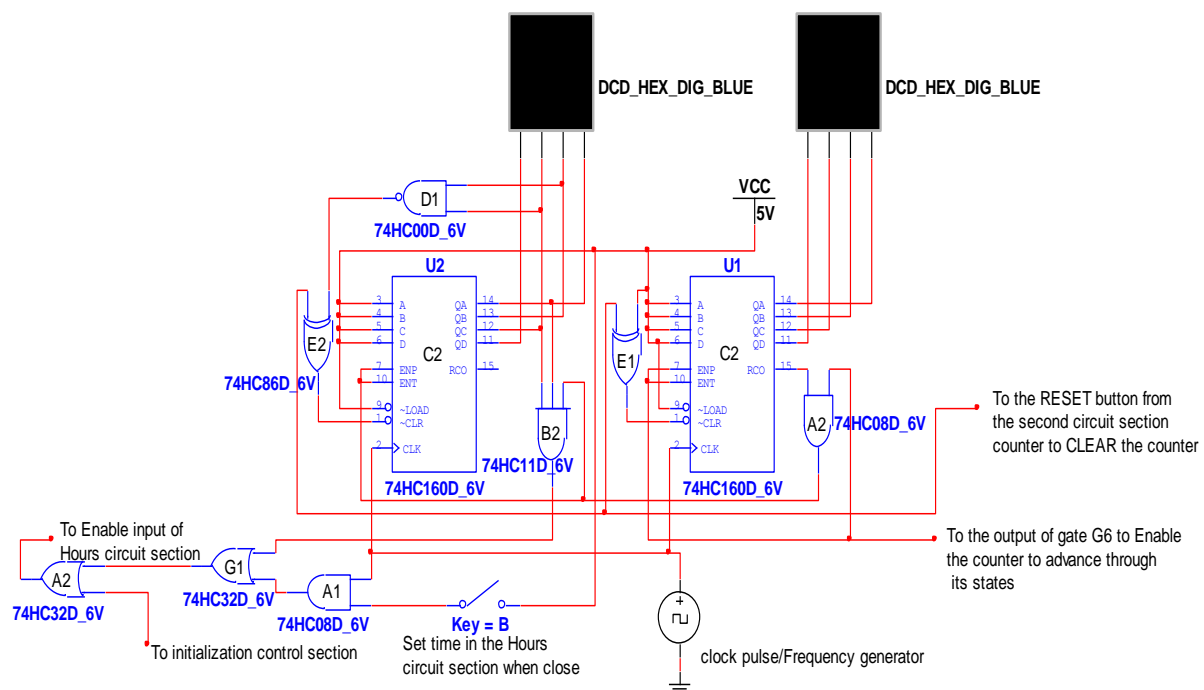 DCD_HEX_DIG_BLUE
DCD_HEX_DIG_BLUE
VCC
5V
D1
74HC00D_6V
U2
U1
3 A QA 14
4 B QB 13
5 C QC 12
6 D QD 11
C2
7 ENP RCO 15
10 ENT
9 ~LOAD
1 ~CLR
2 CLK
74HC160D_6V
3 A QA 14
4 B QB 13
5 C QC 12
6 D QD 11
C2
7 ENP RCO 15
10 ENT
9 ~LOAD
1 ~CLR
2 CLK
74HC160D_6V
E2
74HC86D_6V
E1
B2
74HC11D_6V
A2
74HC08D_6V
To the RESET button from
the second circuit section
counter to CLEAR the counter
To the output of gate G6 to Enable
the counter to advance through
its states
To Enable input of
Hours circuit section
A2
74HC32D_6V
G1
74HC32D_6V
A1
74HC08D_6V
Key = B
Set time in the Hours
circuit section when close
To initialization control section
clock pulse/Frequency generator